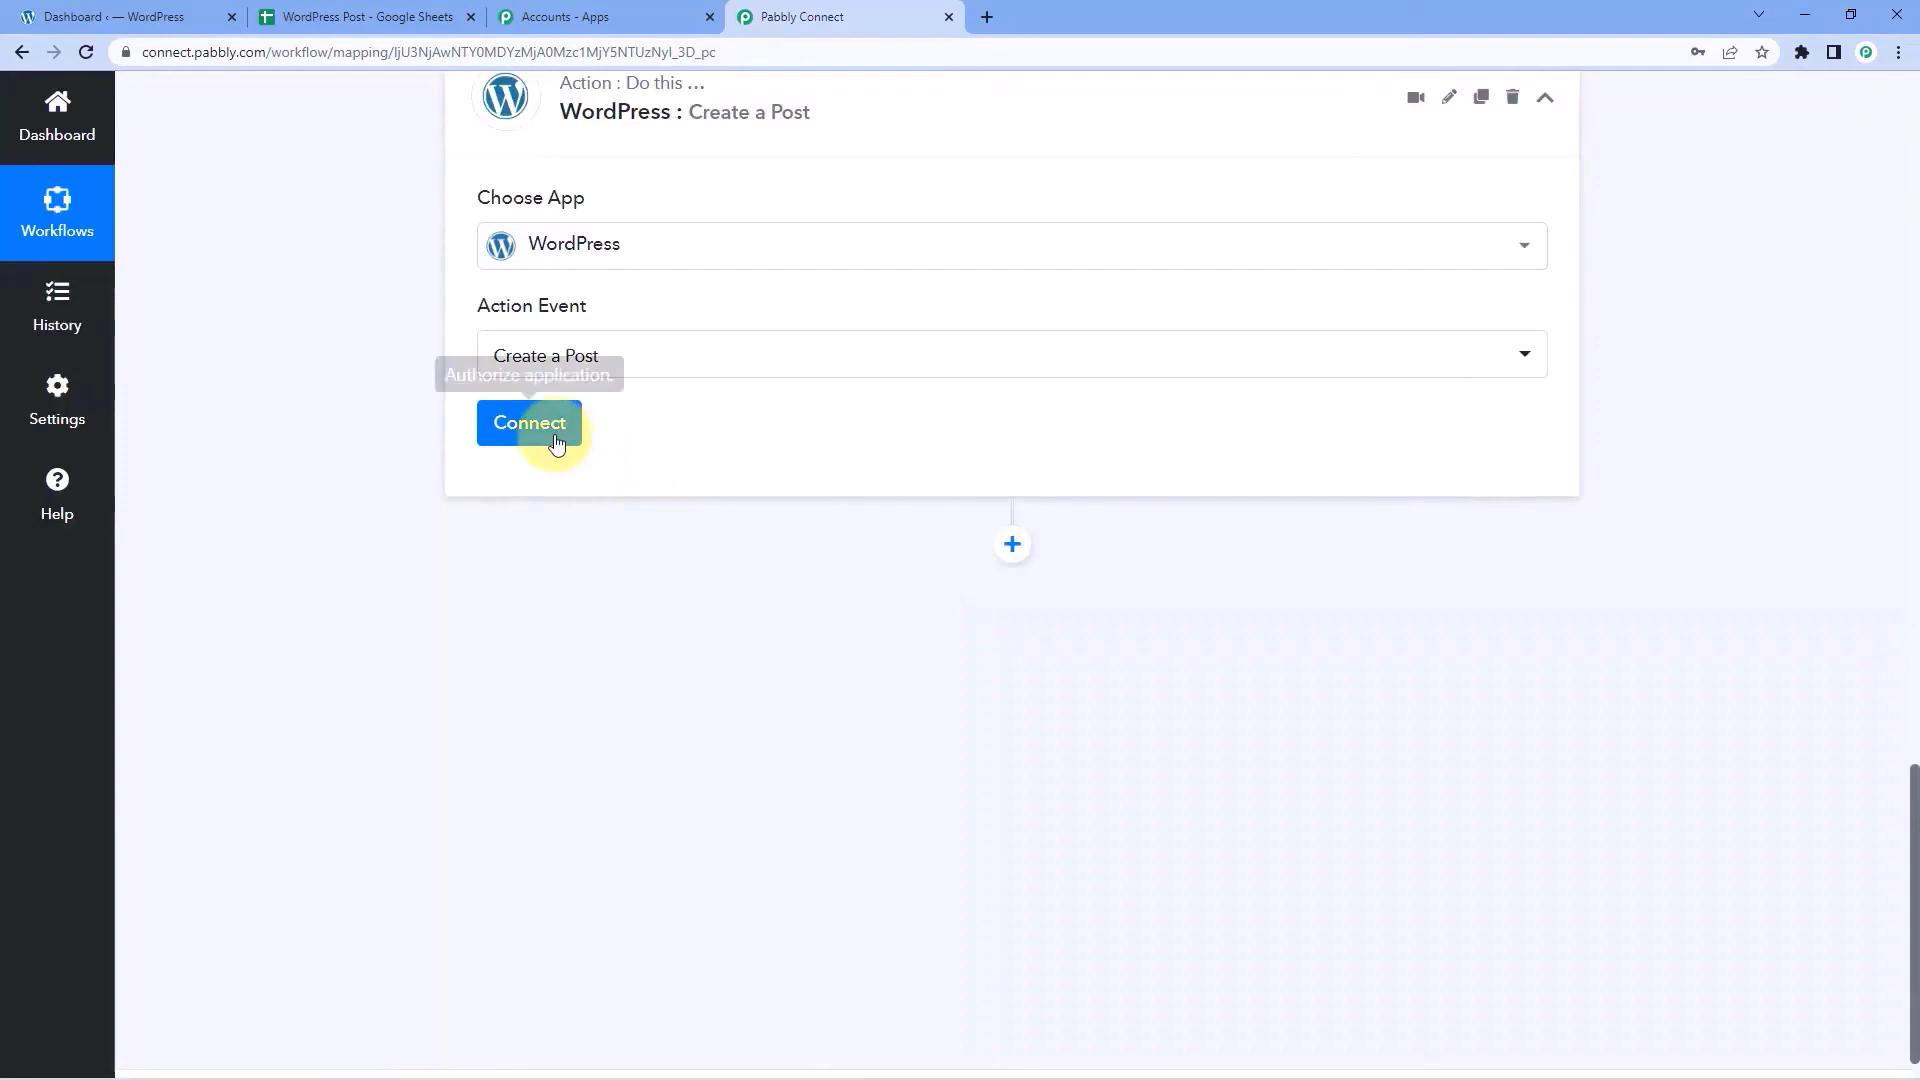 Dashboard ‹ — WordPress
WordPress Post - Google Sheets
Accounts - Apps
Pabbly Connect
connect.pabbly.com/workflow/mapping/IjU3NjAwNTY0MDYzMjA0Mzc1MjY5NTUzNyI_3D_pc
Dashboard
Workflows
History
Settings
Help
Action : Do this ...
WordPress : Create a Post
Choose App
WordPress
Action Event
Create a Post
Authorize application.
Connect